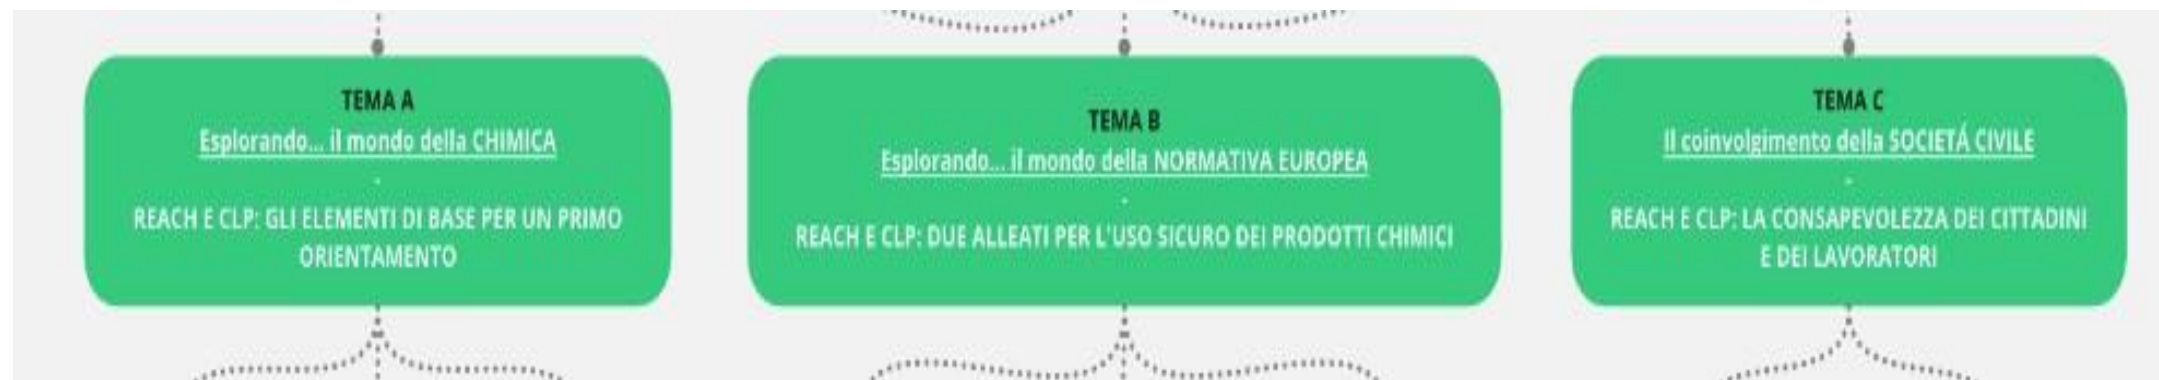 TEMA A
Esplorando... il mondo della CHIMICA
-
REACH E CLP: GLI ELEMENTI DI BASE PER UN PRIMO
ORIENTAMENTO
TEMA B
Esplorando... il mondo della NORMATIVA EUROPEA
-
REACH E CLP: DUE ALLEATI PER L'USO SICURO DEI PRODOTTI CHIMICI
TEMA C
Il coinvolgimento della SOCIETÁ CIVILE
-
REACH E CLP: LA CONSAPEVOLEZZA DEI CITTADINI
E DEI LAVORATORI